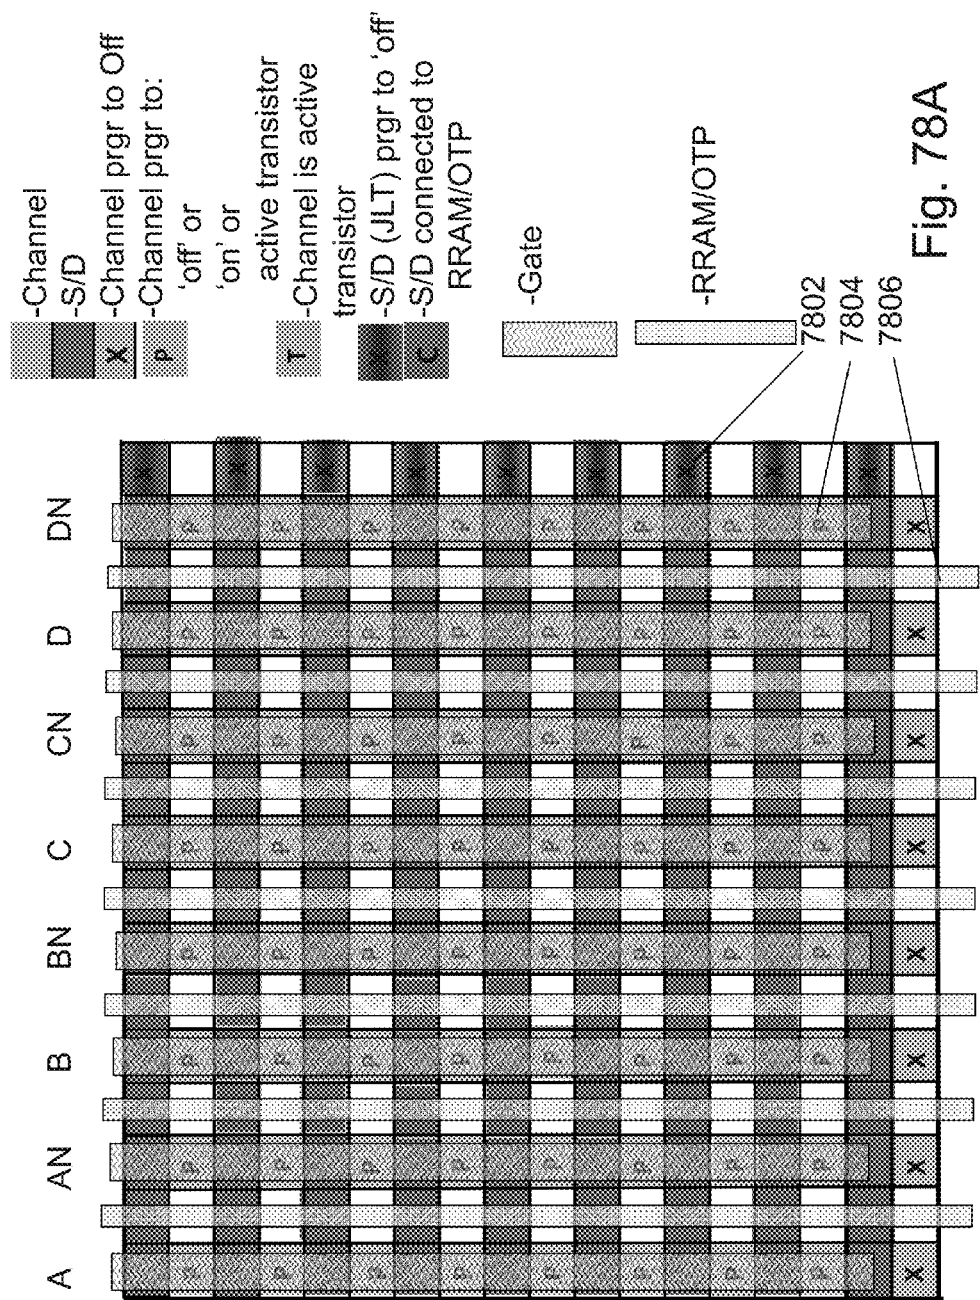 A AN B BN C CN D DN
X
P P P P P P P P
X
P P P P P P P P
X
P P P P P P P P
X
P P P P P P P P
X
P P P P P P P P
X
P P P P P P P P
X
P P P P P P P P
X
P P P P P P P P
X
X X X X X X X X
-Channel
-S/D
X -Channel prgr to Off
P -Channel prgr to:
'off' or
'on' or
active transistor
T -Channel is active
transistor
X -S/D (JLT) prgr to 'off'
C -S/D connected to
RRAM/OTP
-Gate
-RRAM/OTP
7802
7804
7806
Fig. 78A